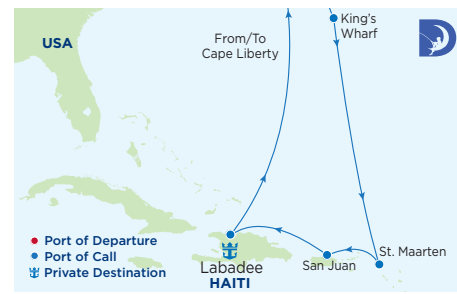 King's
Wharf
From/To
Cape Liberty
USA
Port of Departure
Port of Call
Private Destination
Labadee
HAITI
San Juan
St. Maarten